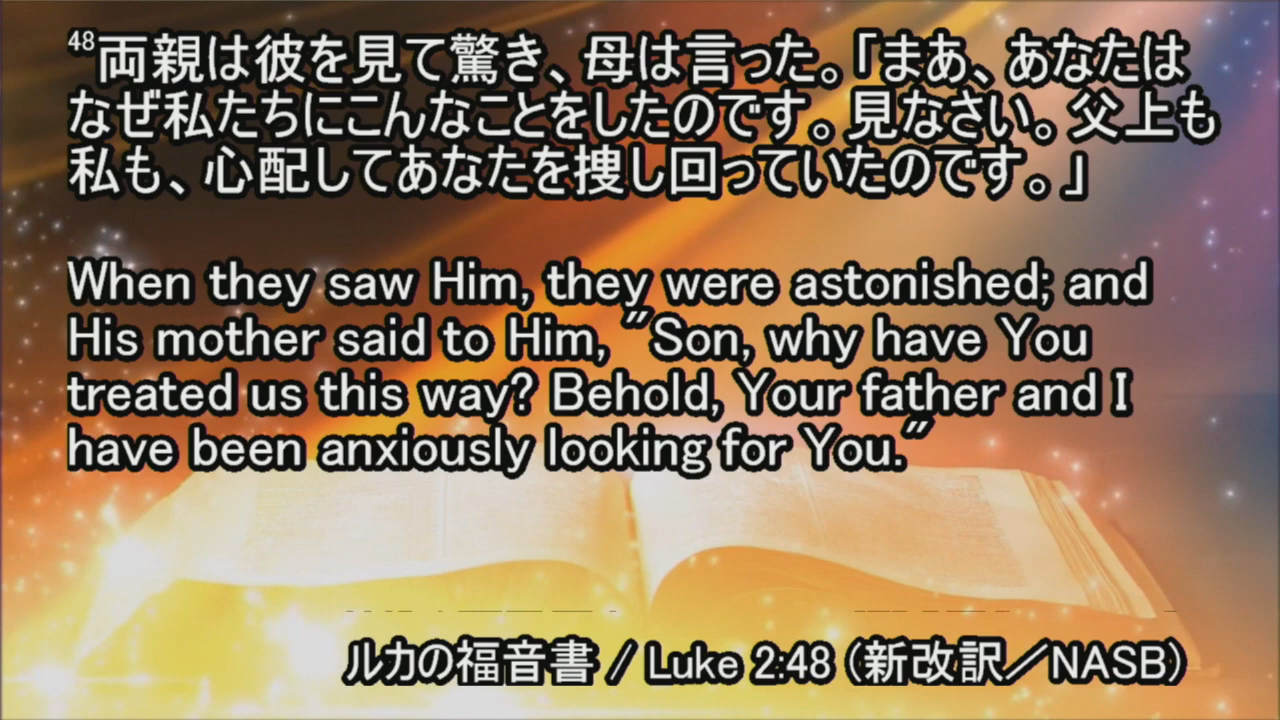 48両親は彼を見て驚き、母は言った。「まあ、あなたは
なぜ私たちにこんなことをしたのです。見なさい。父上も
私も、心配してあなたを捜し回っていたのです。」
When they saw Him, they were astonished; and
His mother said to Him, "Son, why have You
treated us this way? Behold, Your father and I
have been anxiously looking for You."
ルカの福音書 / Luke 2:48 (新改訳／NASB)